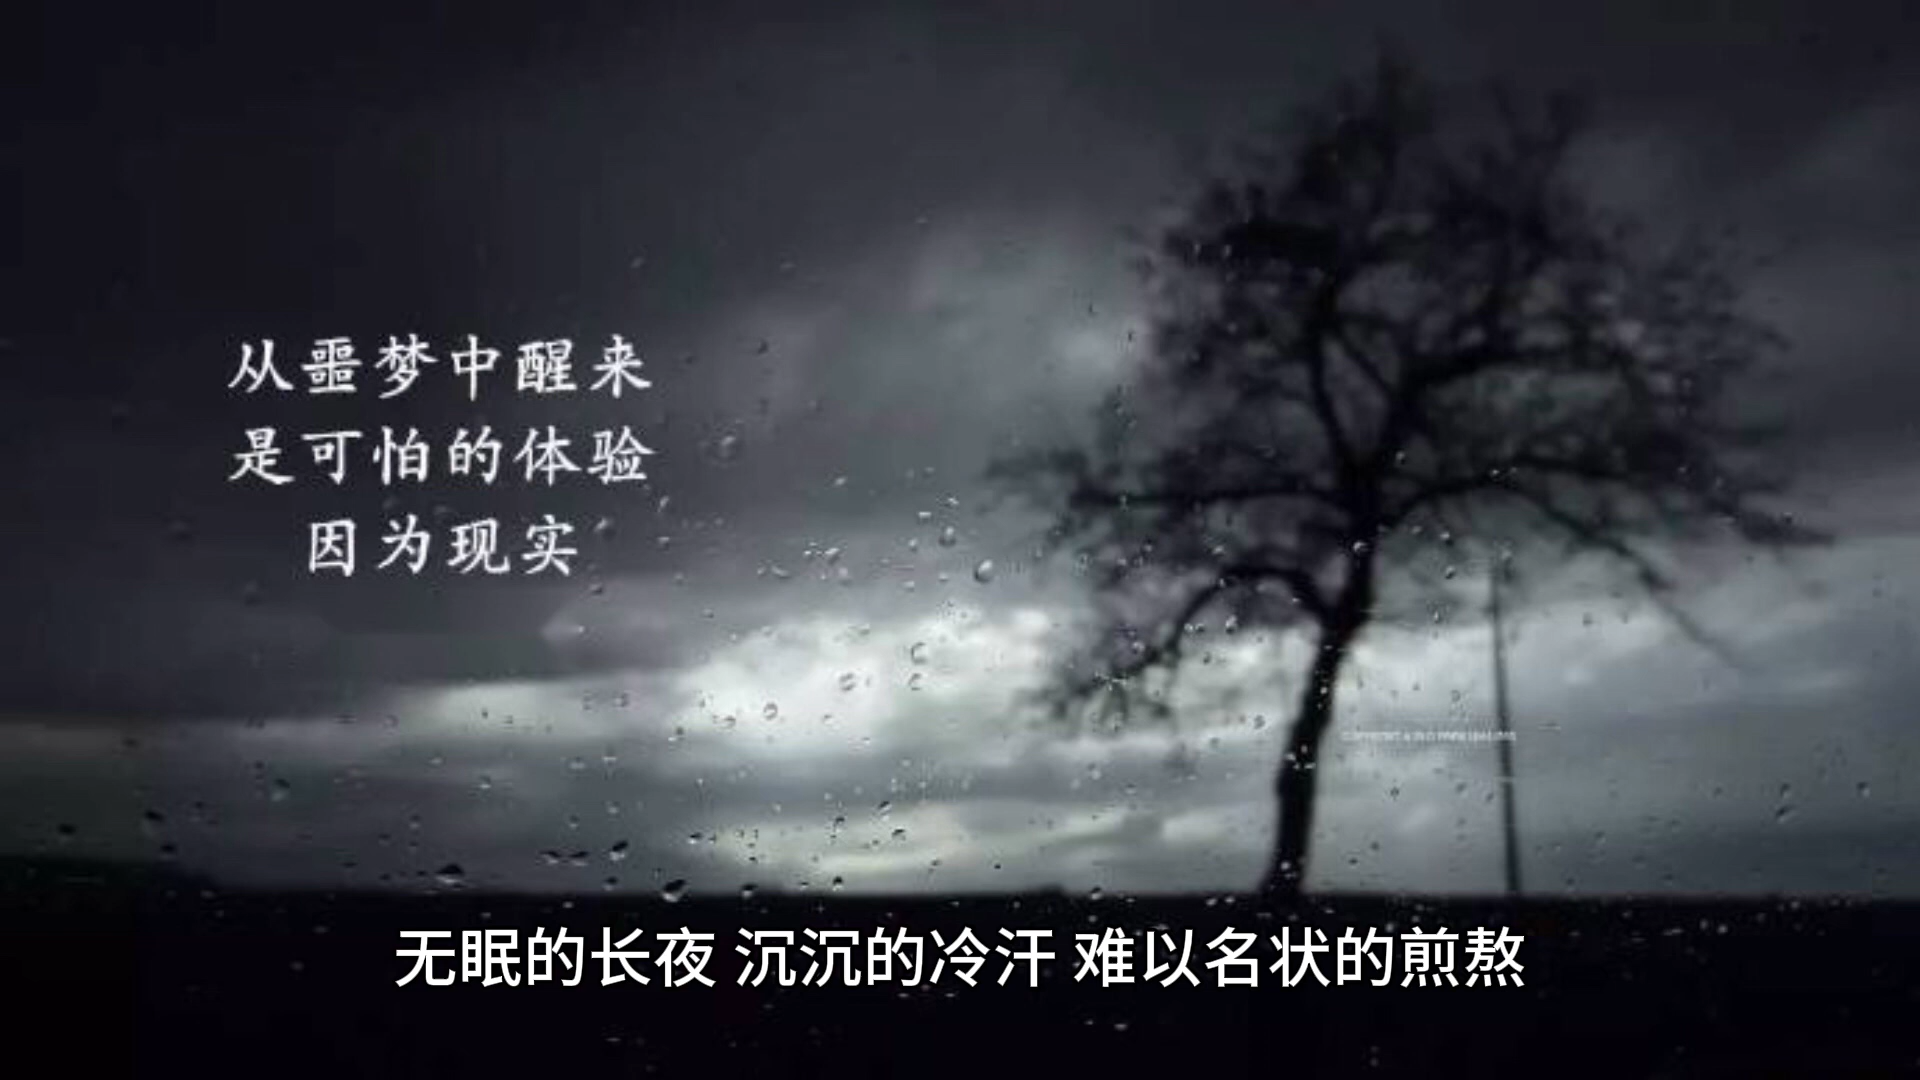 从噩梦中醒来
是可怕的体验
因为现实
无眠的长夜 沉沉的冷汗 难以名状的煎熬